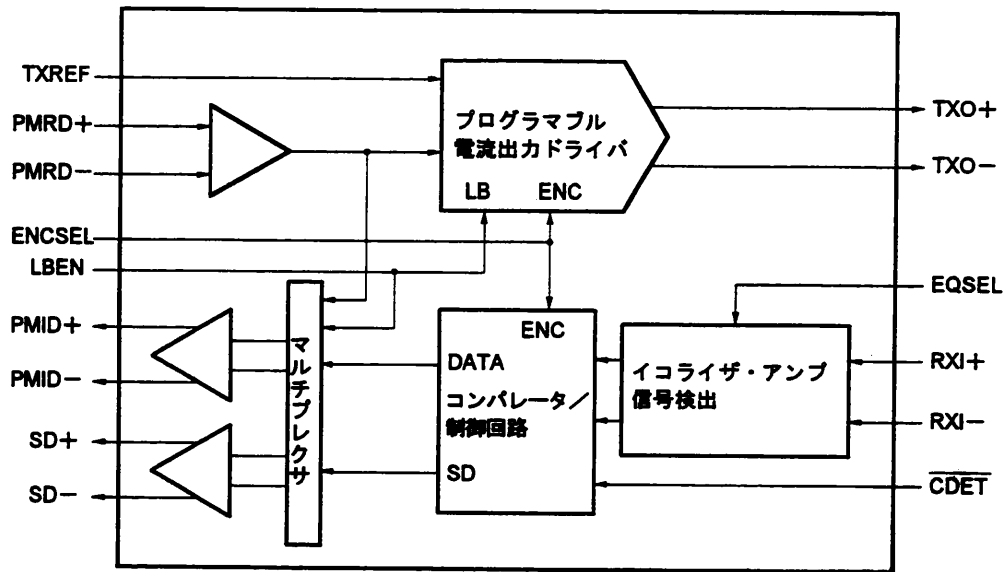 TXREF
PMRD+
PMRD−
ENCSEL
LBEN
PMID+
PMID−
SD+
SD−
プログラマブル
電流出力ドライバ
LB ENC
マルチプレクサ
ENC
DATA
コンパレータ/
制御回路
SD
イコライザ・アンプ
信号検出
TXO+
TXO−
EQSEL
RXI+
RXI−
CDET